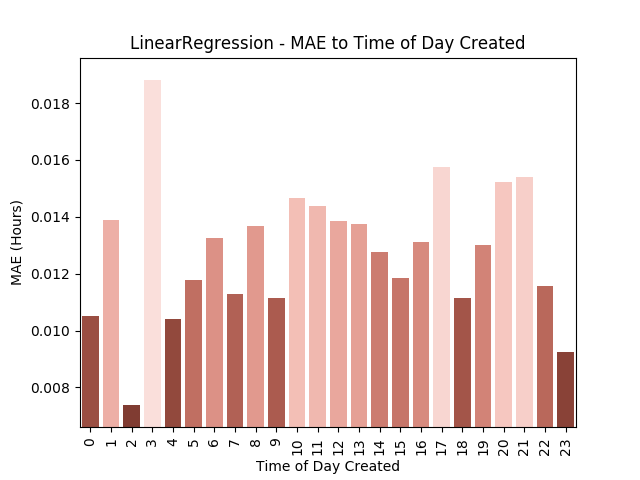 LinearRegression - MAE to Time of Day Created
0.018
0.016
0.014
0.012
0.010
0.008
MAE (Hours)
0 1 2 3 4 5 6 7 8 9 10 11 12 13 14 15 16 17 18 19 20 21 22 23
Time of Day Created